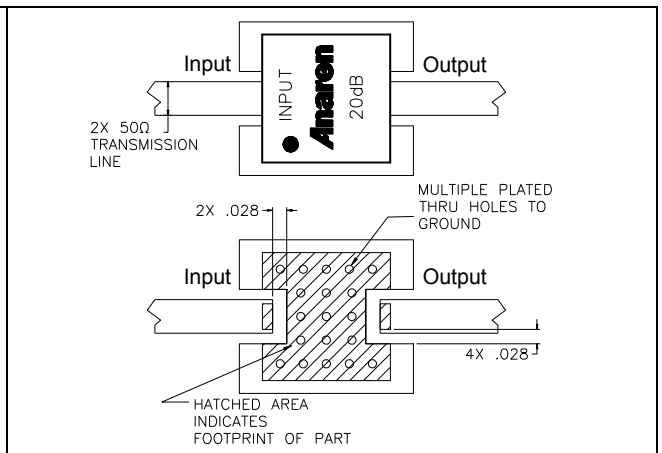 Input
Output
INPUT
Anaren
20dB
2X 50Ω
TRANSMISSION
LINE
MULTIPLE PLATED
THRU HOLES TO
GROUND
2X .028
Input
Output
4X .028
HATCHED AREA
INDICATES
FOOTPRINT OF PART